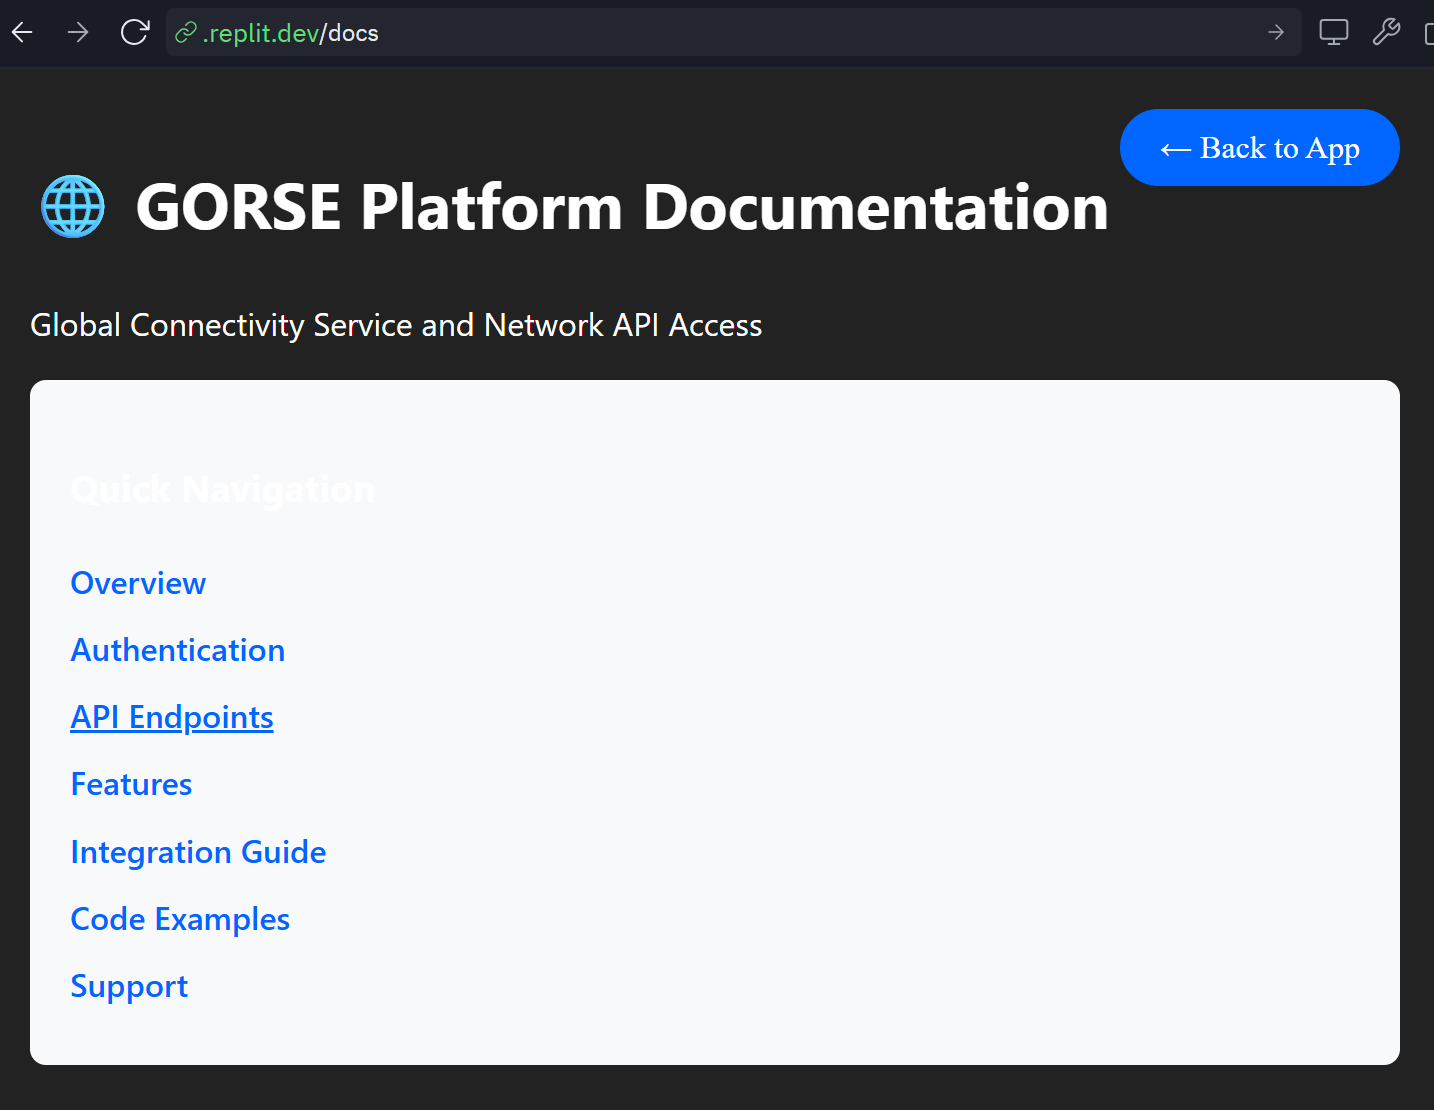 .replit.dev/docs
← Back to App
GORSE Platform Documentation
Global Connectivity Service and Network API Access
Quick Navigation
Overview
Authentication
API Endpoints
Features
Integration Guide
Code Examples
Support